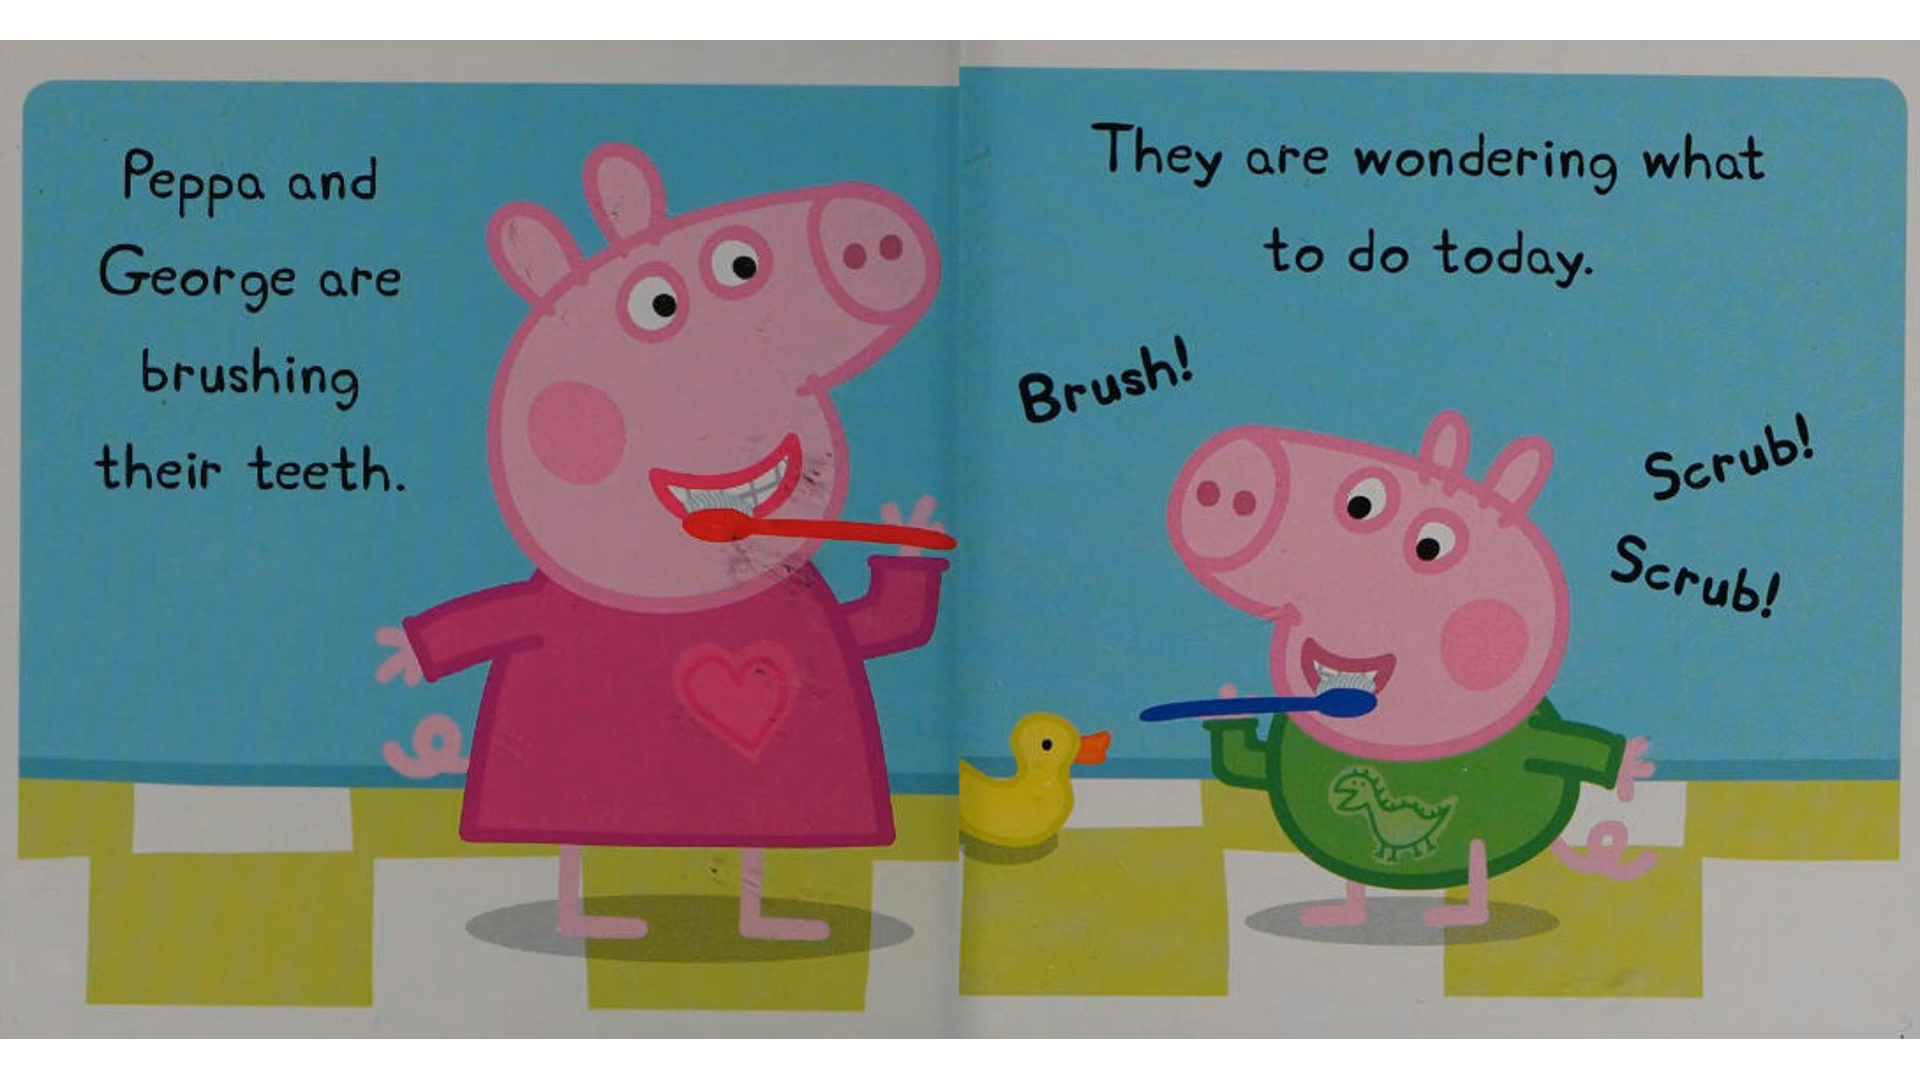 Peppa and
George are
brushing
their teeth.
They are wondering what
to do today.
Brush!
Scrub!
Scrub!